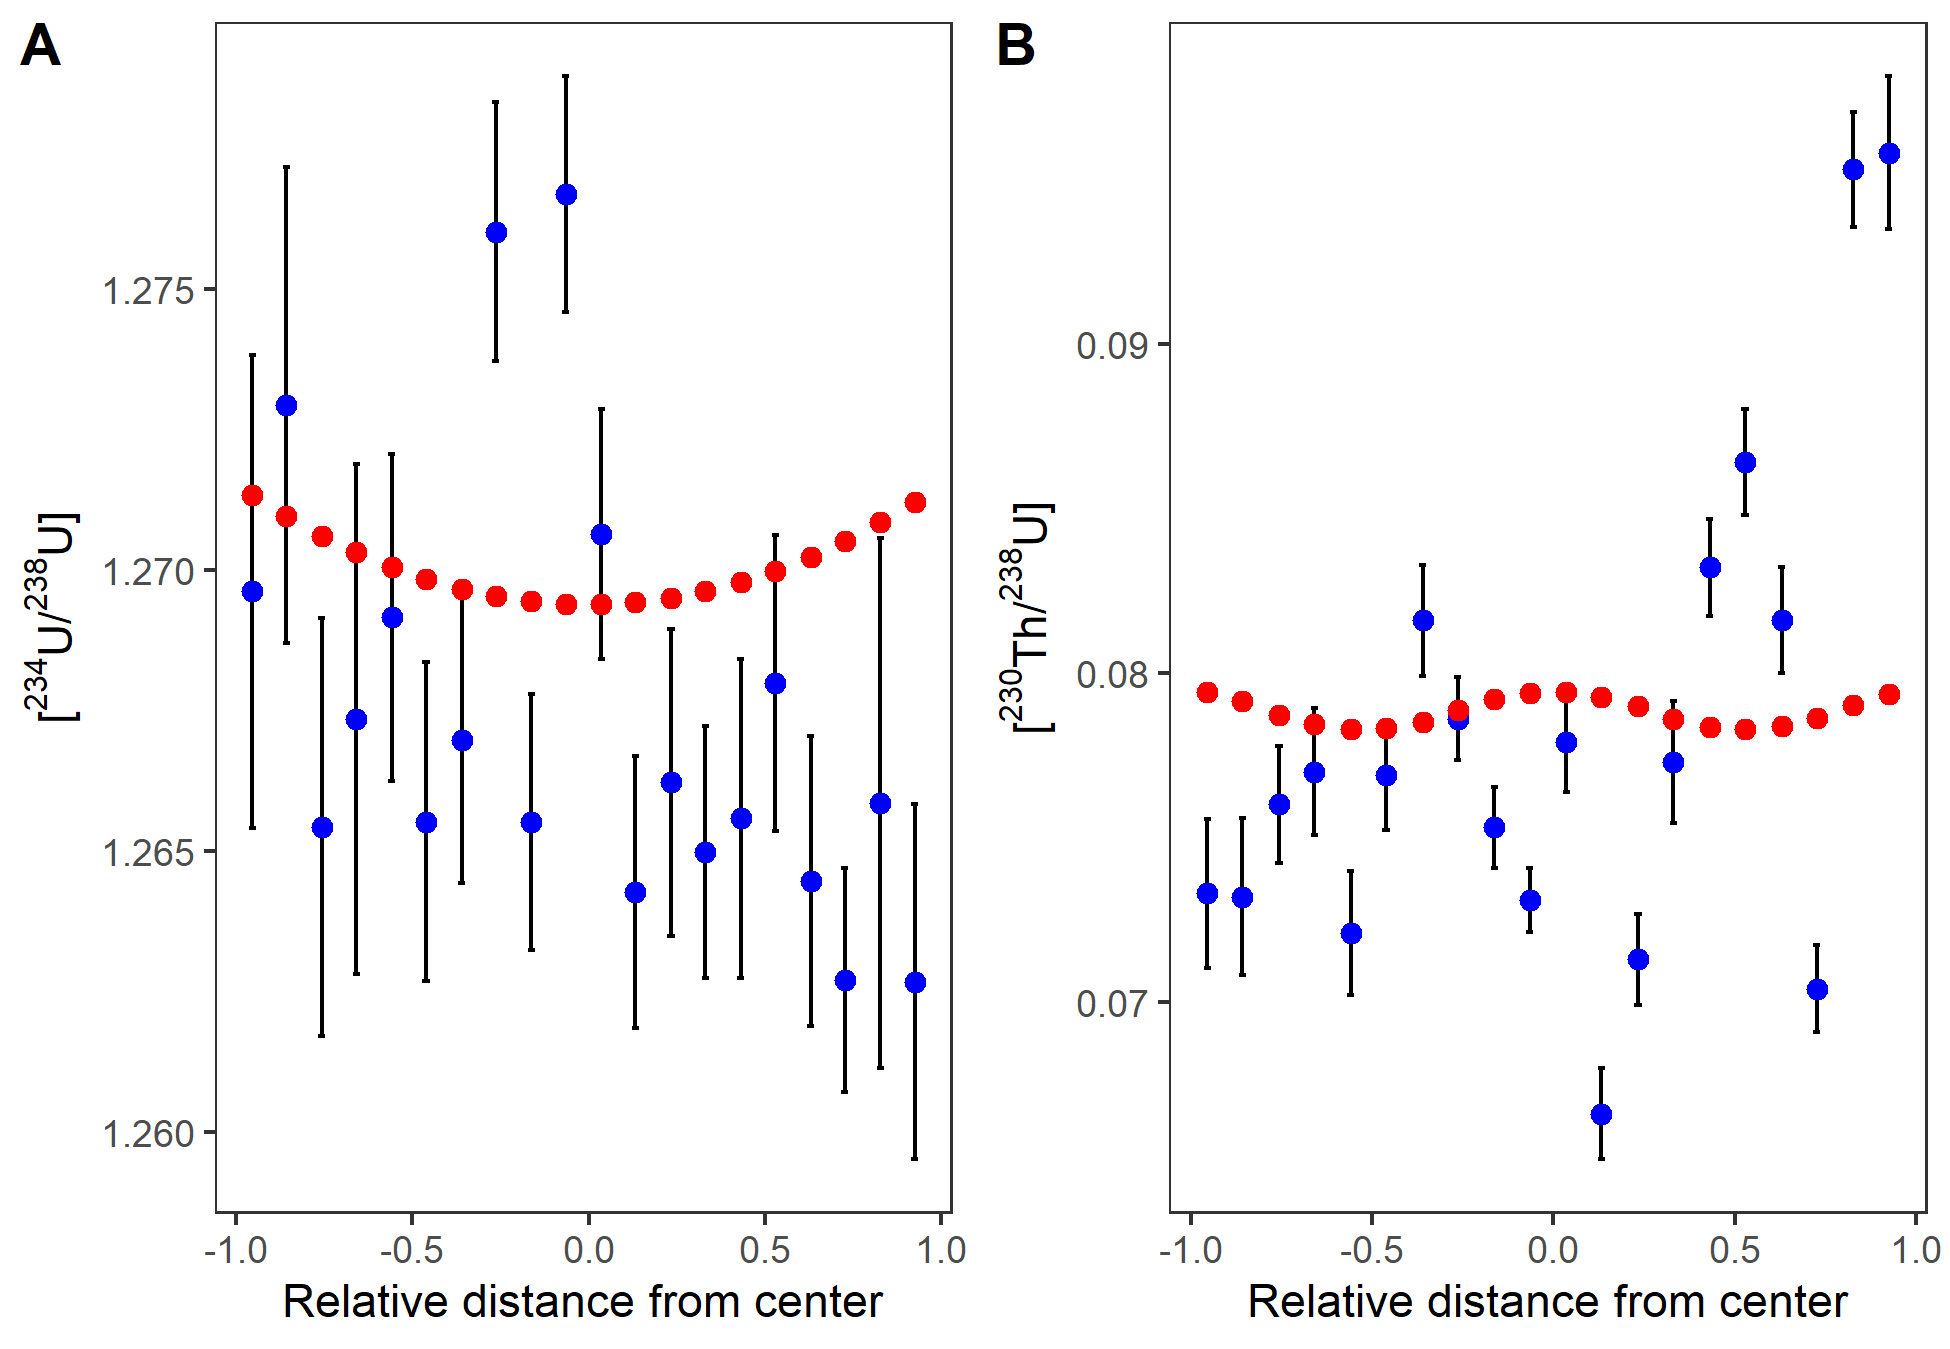 A
B
[²³⁴U/²³⁸U]
1.275
1.270
1.265
1.260
-1.0 -0.5 0.0 0.5 1.0
Relative distance from center
[²³⁰Th/²³⁸U]
0.09
0.08
0.07
-1.0 -0.5 0.0 0.5 1.0
Relative distance from center